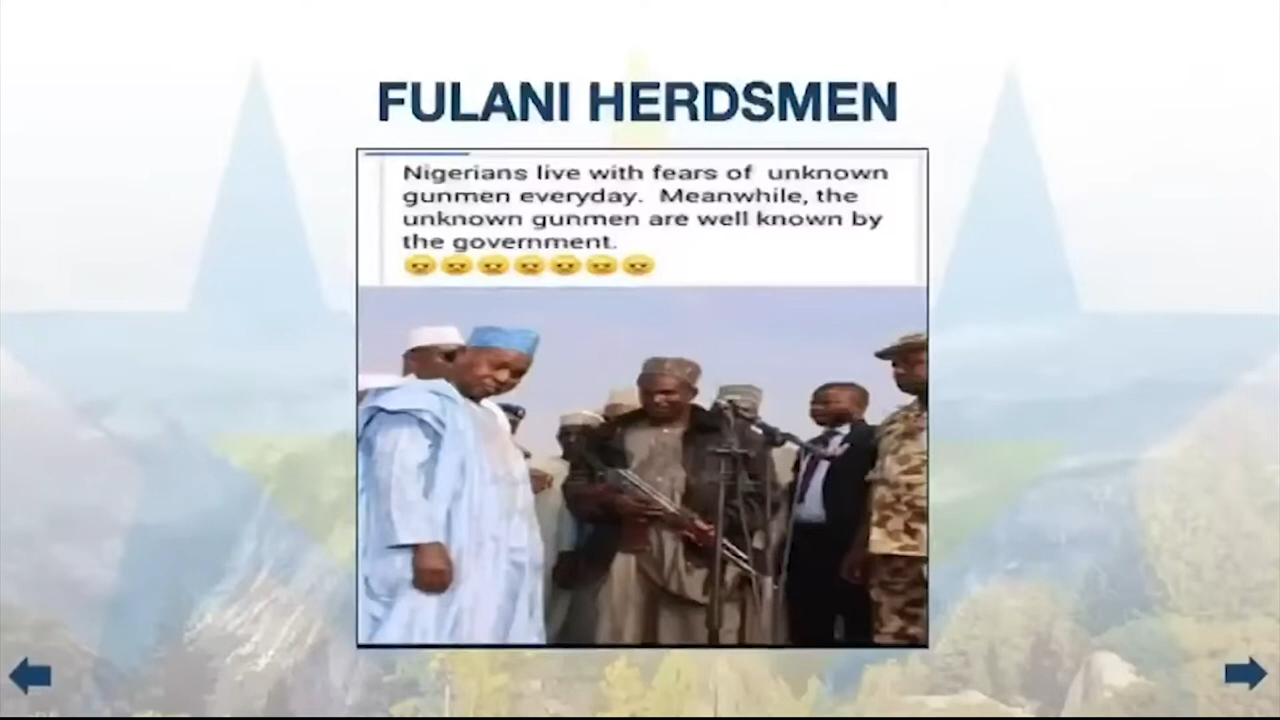 FULANI HERDSMEN
Nigerians live with fears of unknown
gunmen everyday. Meanwhile, the
unknown gunmen are well known by
the government.